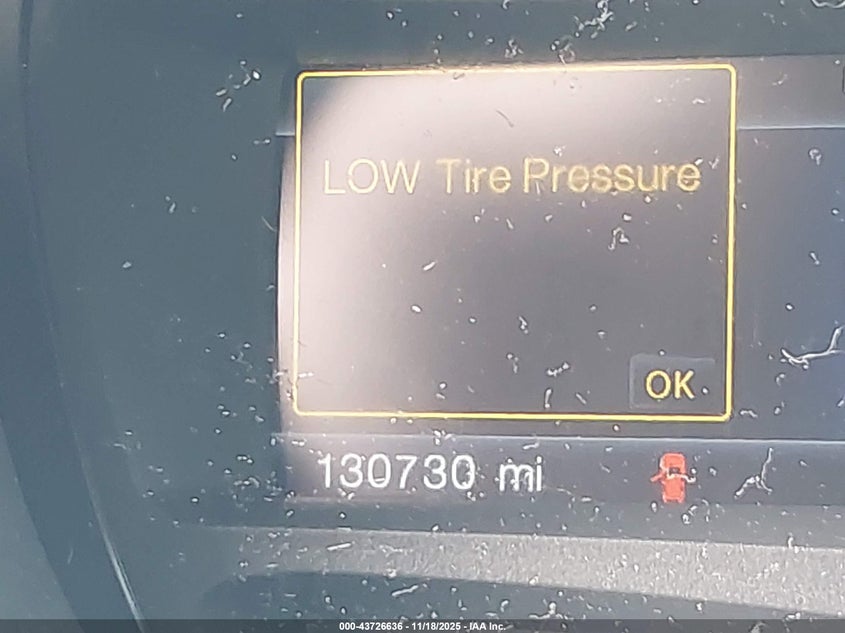 LOW Tire Pressure
OK
130730 mi
000-43726636 - 11/18/2025 - IAA Inc.